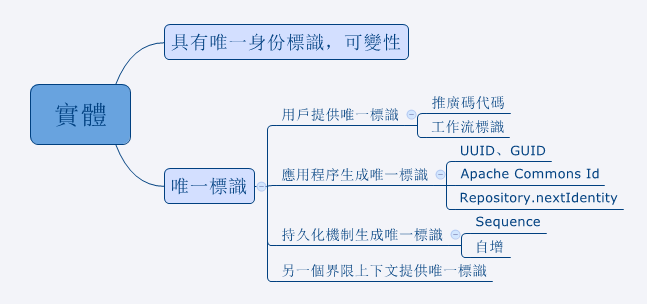 具有唯一身份標識，可變性
實體
唯一標識
用戶提供唯一標識
推廣碼代碼
工作流標識
應用程序生成唯一標識
UUID、GUID
Apache Commons Id
Repository.nextIdentity
持久化機制生成唯一標識
Sequence
自增
另一個界限上下文提供唯一標識